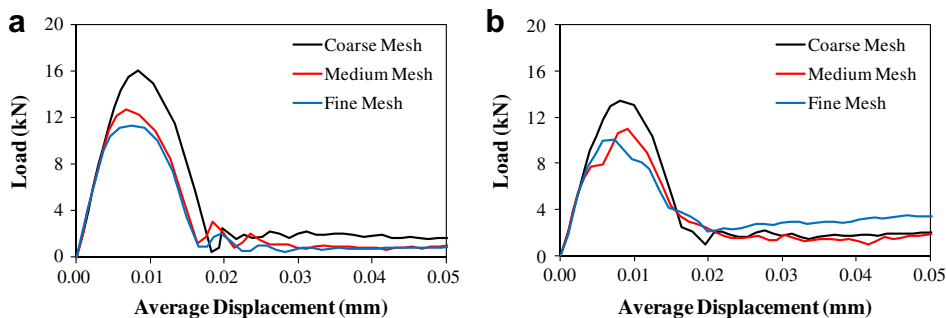 a
20
16
12
8
4
0
Load (kN)
Coarse Mesh
Medium Mesh
Fine Mesh
0.00 0.01 0.02 0.03 0.04 0.05
Average Displacement (mm)
b
20
16
12
8
4
0
Load (kN)
Coarse Mesh
Medium Mesh
Fine Mesh
0.00 0.01 0.02 0.03 0.04 0.05
Average Displacement (mm)